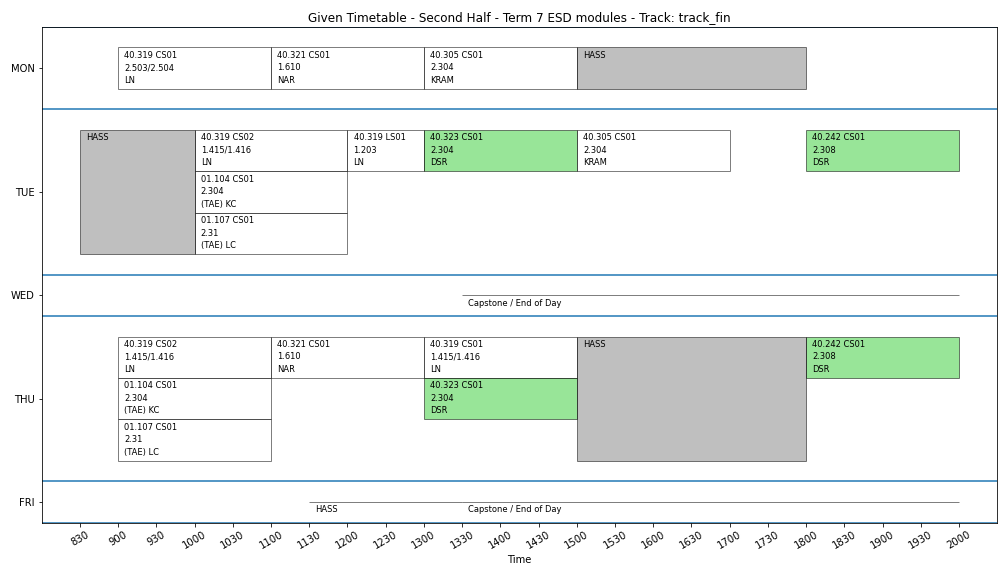 Given Timetable - Second Half - Term 7 ESD modules - Track: track_fin
MON
40.319 CS01
2.503/2.504
LN
40.321 CS01
1.610
NAR
40.305 CS01
2.304
KRAM
HASS
TUE
HASS
40.319 CS02
1.415/1.416
LN
01.104 CS01
2.304
(TAE) KC
01.107 CS01
2.31
(TAE) LC
40.319 LS01
1.203
LN
40.323 CS01
2.304
DSR
40.305 CS01
2.304
KRAM
40.242 CS01
2.308
DSR
WED
Capstone / End of Day
THU
40.319 CS02
1.415/1.416
LN
01.104 CS01
2.304
(TAE) KC
01.107 CS01
2.31
(TAE) LC
40.321 CS01
1.610
NAR
40.319 CS01
1.415/1.416
LN
40.323 CS01
2.304
DSR
HASS
40.242 CS01
2.308
DSR
FRI
HASS
Capstone / End of Day
830 900 930 1000 1030 1100 1130 1200 1230 1300 1330 1400 1430 1500 1600 1630 1700 1730 1800 1830 1900 1930 2000
Time